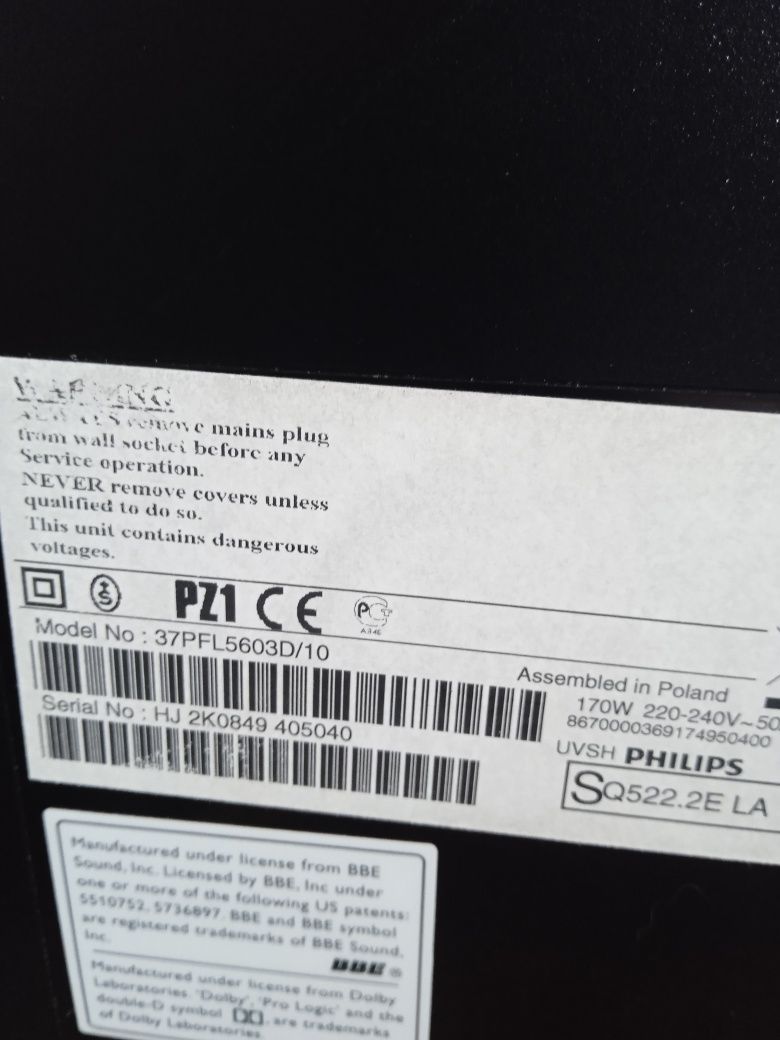 WARNING
ALWAYS remove mains plug
from wall socket before any
Service operation.
NEVER remove covers unless
qualified to do so.
This unit contains dangerous
voltages.
PZ1 CE
Model No : 37PFL5603D/10
Serial No : HJ 2K0849 405040
Assembled in Poland
170W 220-240V~50
8670000369174950400
UVSH PHILIPS
SQ522.2E LA
Manufactured under license from BBE
Sound, Inc. Licensed by BBE, Inc under
one or more of the following US patents:
5510752, 5736897. BBE and BBE symbol
are registered trademarks of BBE Sound,
Inc.
BBE ®
Manufactured under license from Dolby
Laboratories. 'Dolby', 'Pro Logic' and the
double-D symbol are trademarks
of Dolby Laboratories